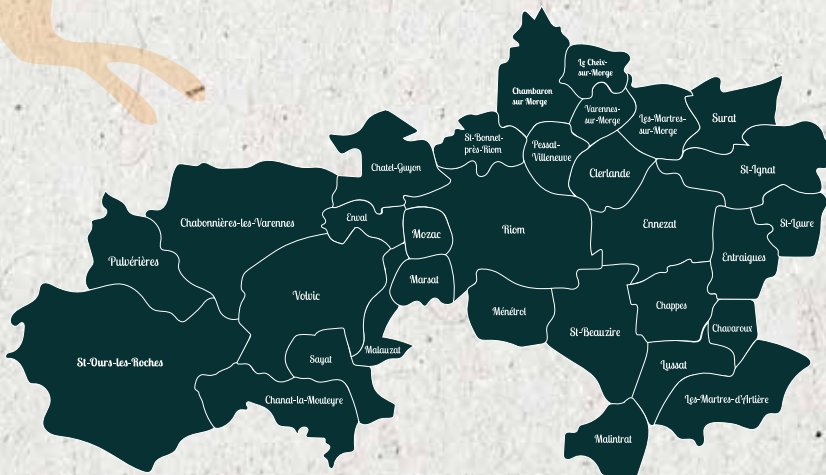 Le Cheix-
sur-Morge
Chambaron
sur Morge
Varennes-
sur-Morge
Les-Martres-
sur-Morge
Surat
St-Bonnet-
près-Riom
Pessat-
Villeneuve
Chatel-Guyon
Clerlande
St-Ignat
Chabonnières-les-Varennes
Enval
Mozac
Riom
Ennezat
St-Laure
Pulvérières
Entraigues
Marsat
Volvic
Ménétrol
Chappes
St-Beauzire
Chavaroux
St-Ours-les-Roches
Sayat
Malauzat
Lussat
Chanat-la-Mouteyre
Les-Martres-d'Artière
Malintrat